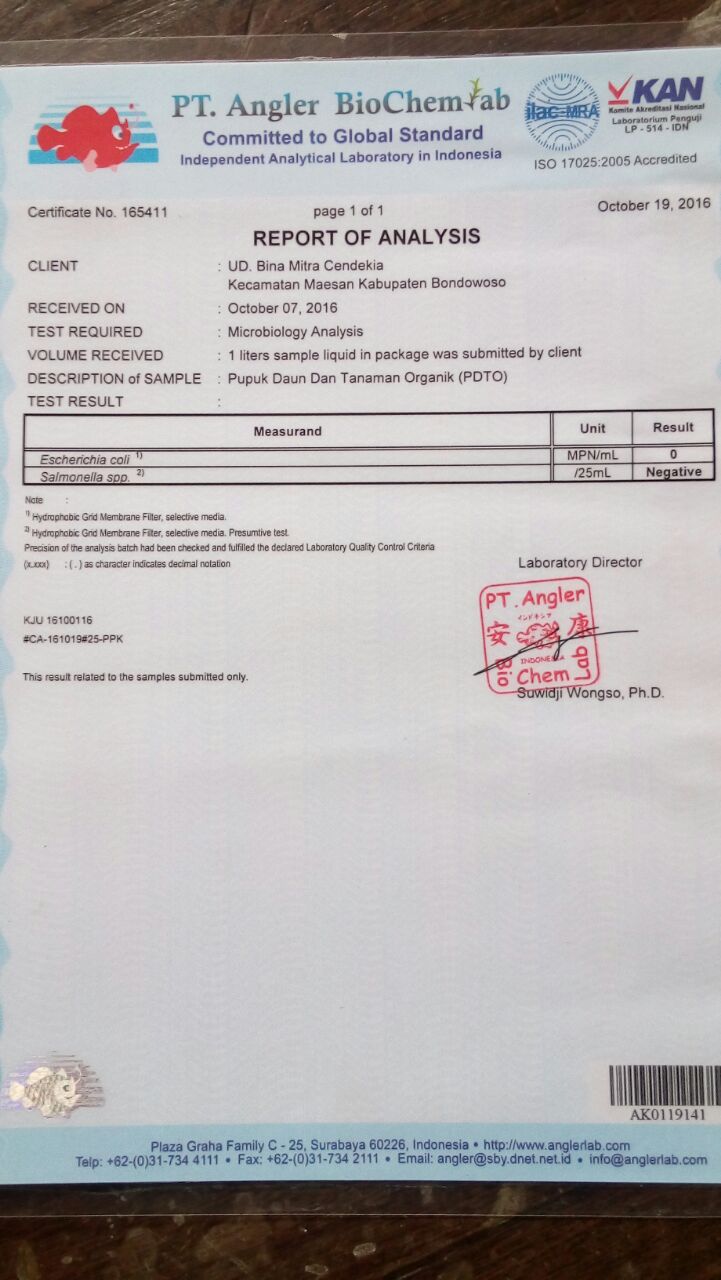 PT. Angler BioChemLab
Committed to Global Standard
Independent Analytical Laboratory in Indonesia
ilac-MRA
KAN
Komite Akreditasi Nasional
Laboratorium Penguji
LP - 514 - IDN
ISO 17025:2005 Accredited
Certificate No. 165411 page 1 of 1 October 19, 2016
REPORT OF ANALYSIS
CLIENT : UD. Bina Mitra Cendekia
Kecamatan Maesan Kabupaten Bondowoso
RECEIVED ON : October 07, 2016
TEST REQUIRED : Microbiology Analysis
VOLUME RECEIVED : 1 liters sample liquid in package was submitted by client
DESCRIPTION of SAMPLE : Pupuk Daun Dan Tanaman Organik (PDTO)
TEST RESULT :
Measurand Unit Result
Escherichia coli 1) MPN/mL 0
Salmonella spp. 2) /25mL Negative
Note :
1) Hydrophobic Grid Membrane Filter, selective media.
2) Hydrophobic Grid Membrane Filter, selective media. Presumtive test.
Precision of the analysis batch had been checked and fulfilled the declared Laboratory Quality Control Criteria
(x.xxx) : ( . ) as character indicates decimal notation
Laboratory Director
PT. Angler
インドネシア
安 康
INDONESIA
Bio Chem Lab
Suwidji Wongso, Ph.D.
KJU 16100116
#CA-161019#25-PPK
This result related to the samples submitted only.
AK0119141
Plaza Graha Family C - 25, Surabaya 60226, Indonesia • http://www.anglerlab.com
Telp: +62-(0)31-734 4111 • Fax: +62-(0)31-734 2111 • Email: angler@sby.dnet.net.id • info@anglerlab.com